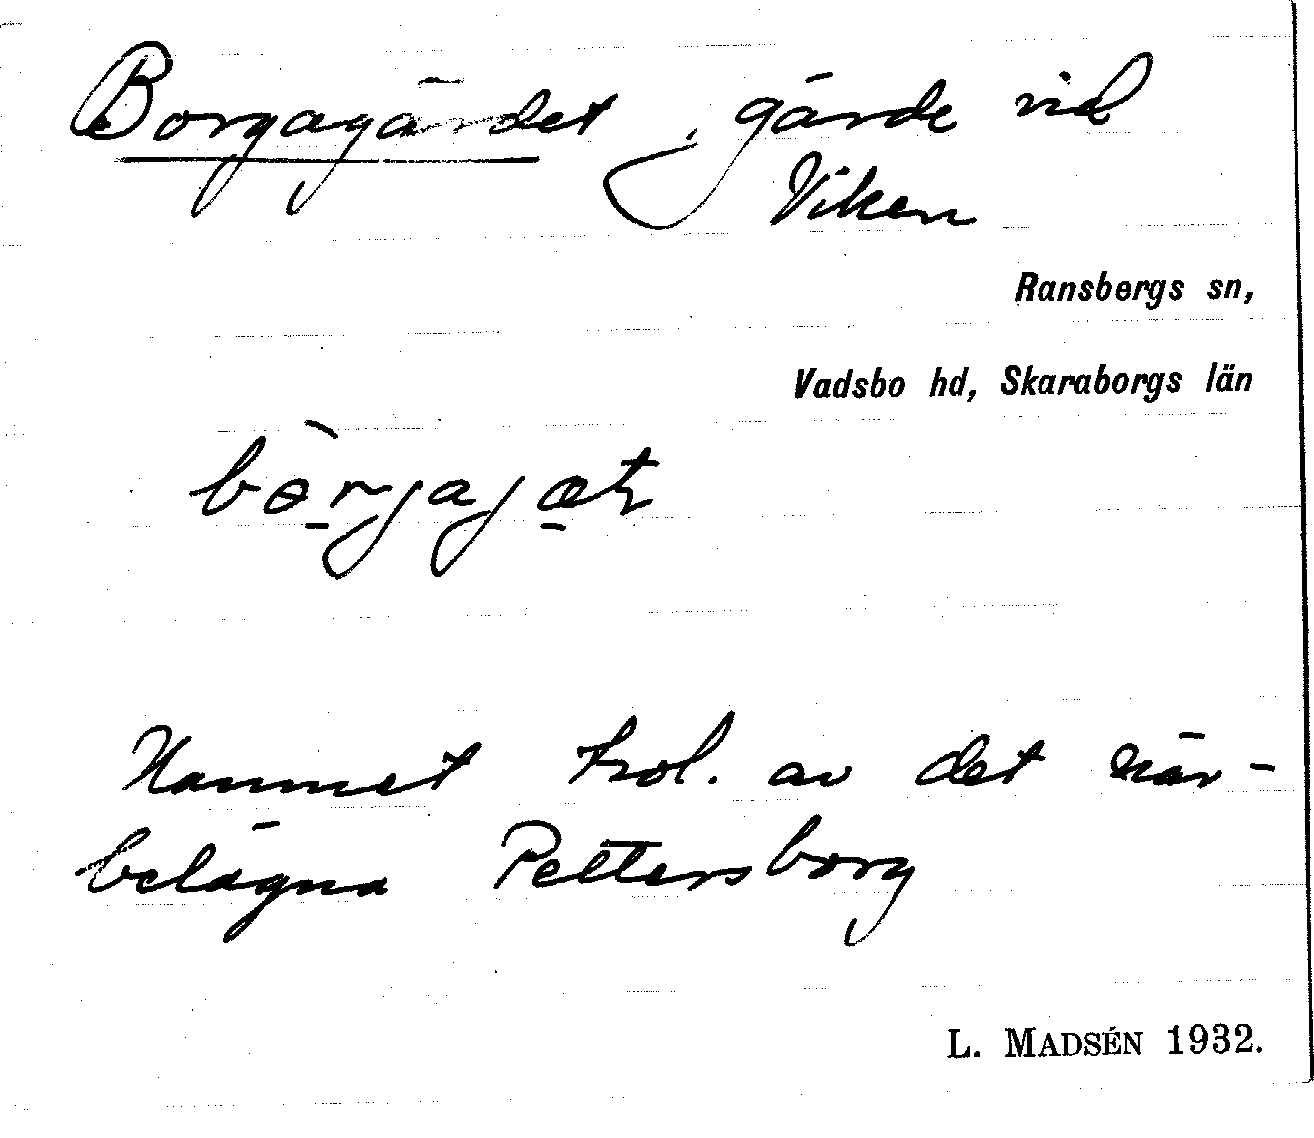 Borgagärdet, gärde vid
Viken
Ransbergs sn,
Vadsbo hd, Skaraborgs län
Namnet trol. av det när-
belägna Pettersborg
L. MADSÉN 1932.